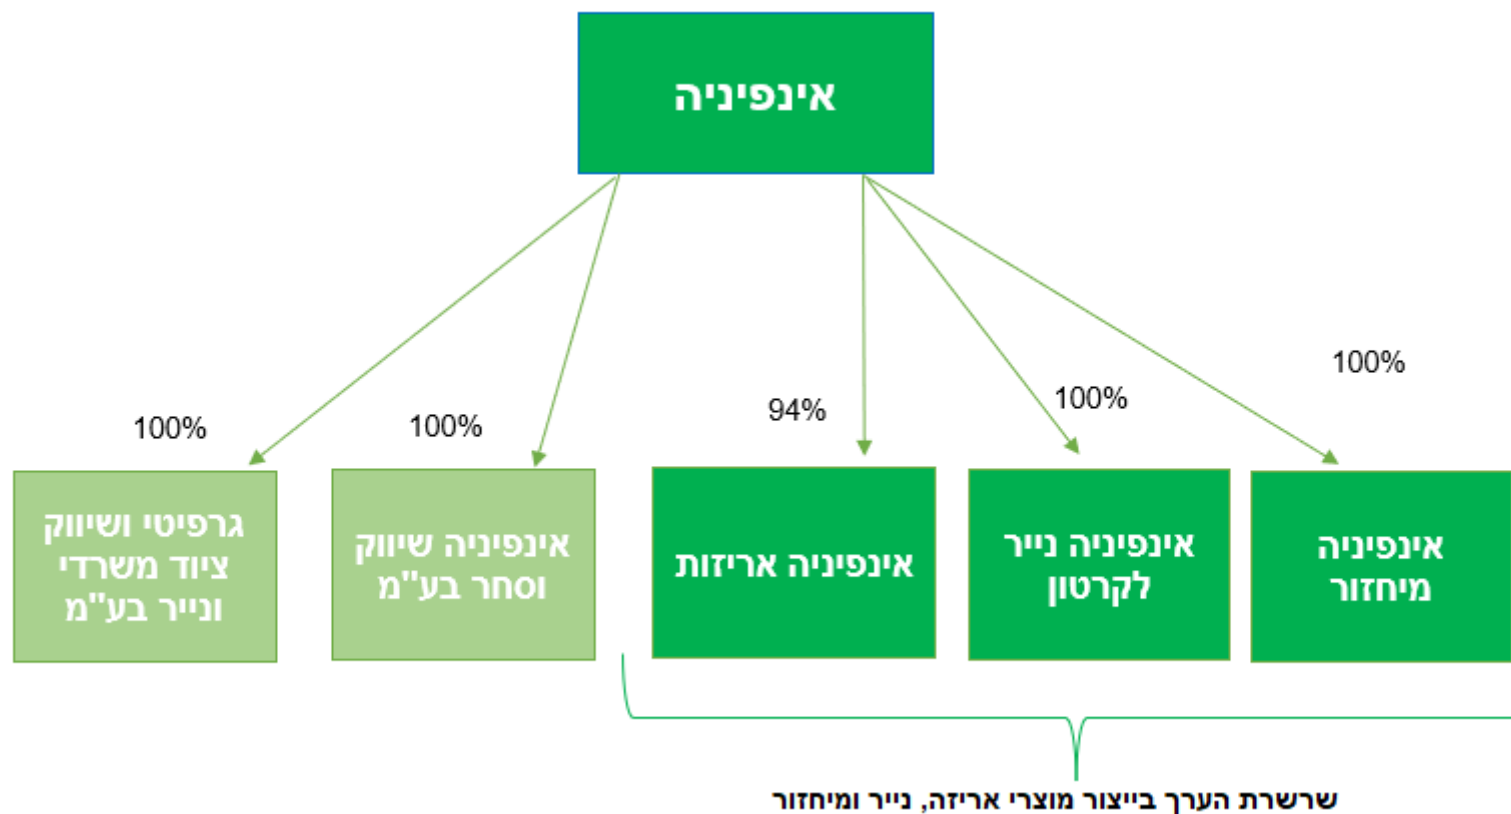 אינפיניה
100%
100%
94%
100%
100%
אינפיניה
מיחזור
אינפיניה נייר
לקרטון
אינפיניה אריזות
אינפיניה שיווק
וסחר בע"מ
גרפיטי ושיווק
ציוד משרדי
ונייר בע"מ
שרשרת הערך בייצור מוצרי אריזה, נייר ומיחזור